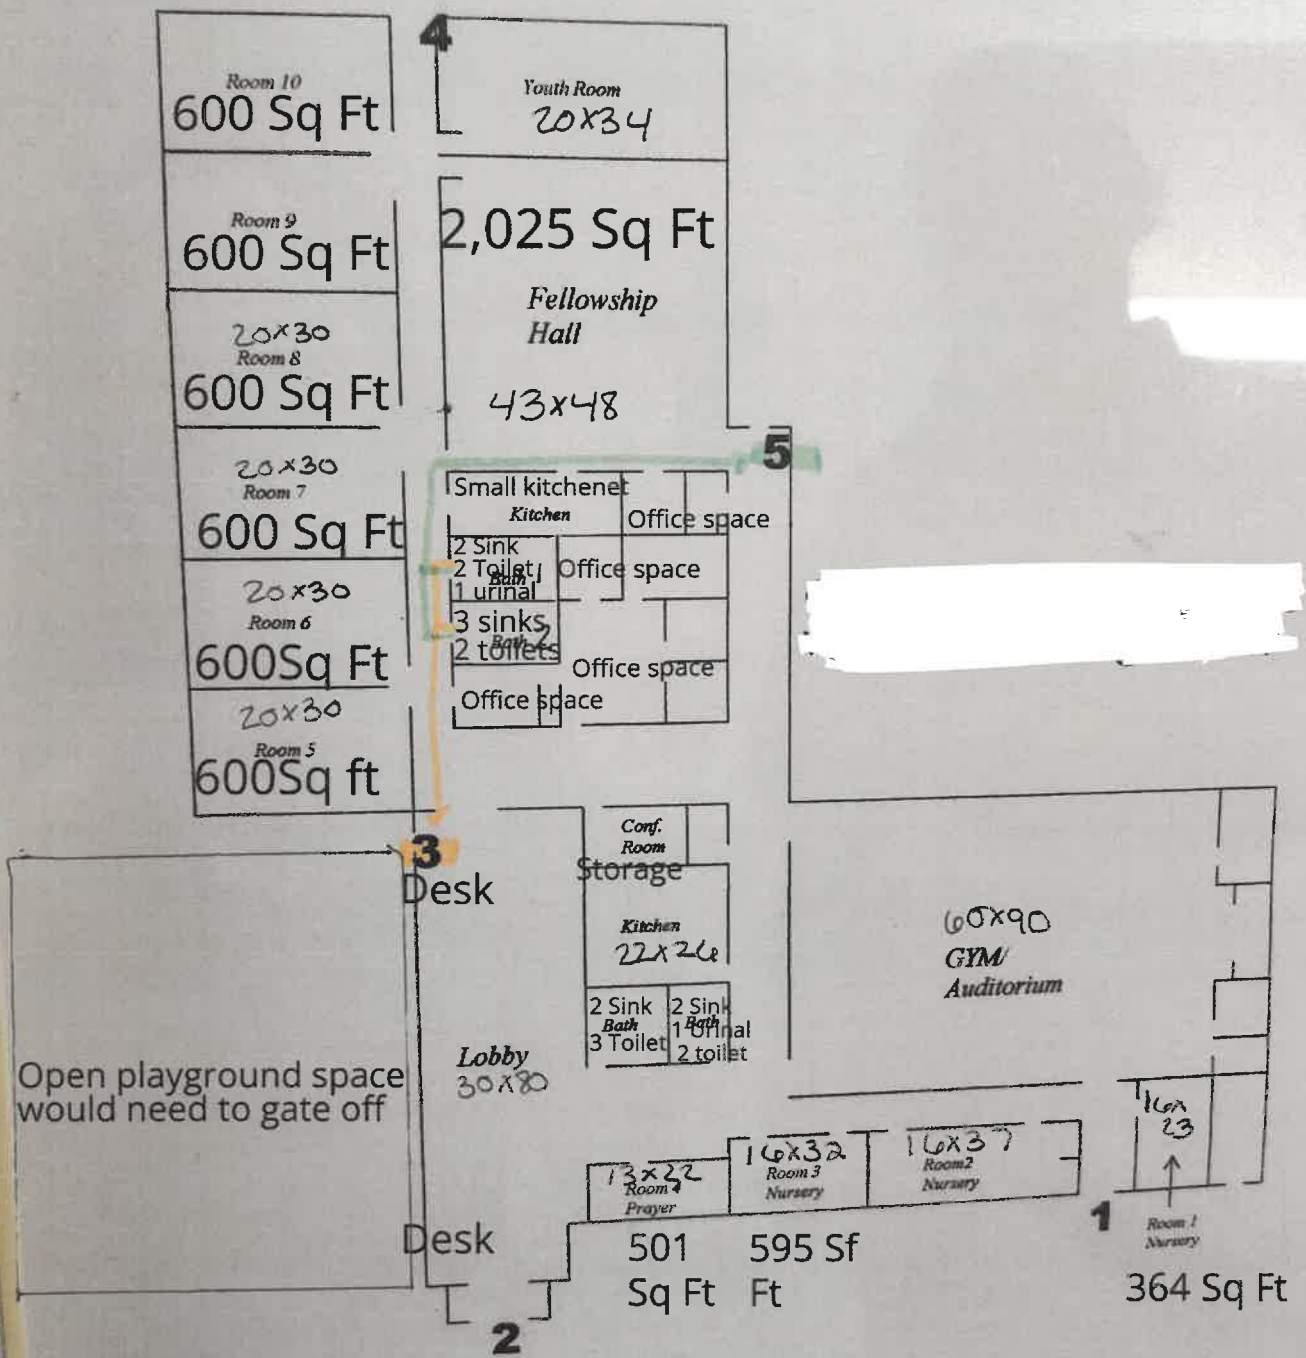 4
Room 10
600 Sq Ft
Youth Room
20x34
Room 9
600 Sq Ft
2,025 Sq Ft
Fellowship
Hall
43x48
20x30
Room 8
600 Sq Ft
20x30
Room 7
600 Sq Ft
5
Small kitchenet
Kitchen
Office space
2 Sink
2 Toilet
Bath 1
1 urinal
Office space
20x30
Room 6
600Sq Ft
3 sinks
Bath 2
2 toilets
Office space
Office space
20x30
Room 5
600Sq ft
3
Desk
Conf.
Room
Storage
Kitchen
22x26
60x90
GYM/
Auditorium
2 Sink
Bath
3 Toilet
2 Sink
Bath
1 Urinal
2 toilet
Lobby
30x80
Open playground space
would need to gate off
13x22
Room 4
Prayer
16x32
Room 3
Nursery
16x37
Room2
Nursery
16x
23
1
Room 1
Nursery
Desk
501
Sq Ft
595 Sf
Ft
364 Sq Ft
2